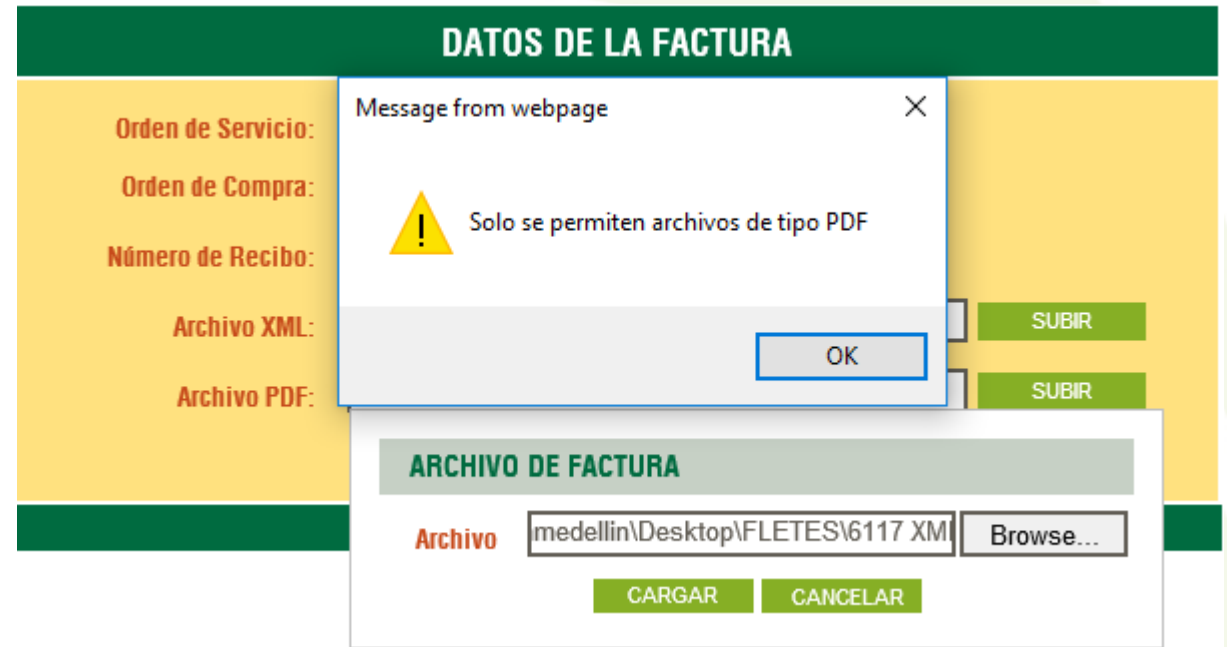 DATOS DE LA FACTURA
Message from webpage
Orden de Servicio:
Orden de Compra:
Solo se permiten archivos de tipo PDF
Número de Recibo:
Archivo XML:
SUBIR
OK
Archivo PDF:
SUBIR
ARCHIVO DE FACTURA
Archivo
medellin\Desktop\FLETES\6117 XML
Browse...
CARGAR
CANCELAR